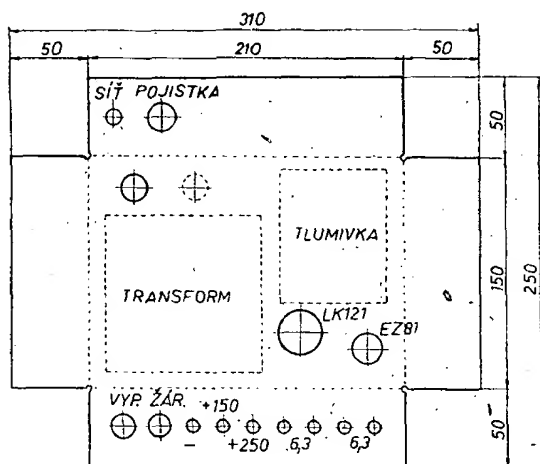 310
50 210 50
SÍŤ POJISTKA
50
TLUMIVKA
TRANSFORM
150
250
LK121
EZ81
VYP. ŽÁR. +150
- +250 6,3 6,3
50